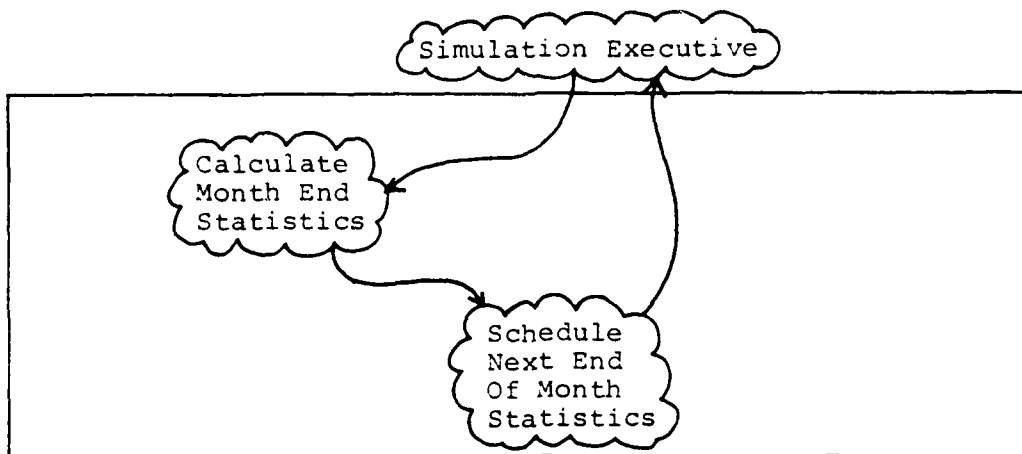 Simulation Executive
Calculate
Month End
Statistics
Schedule
Next End
Of Month
Statistics